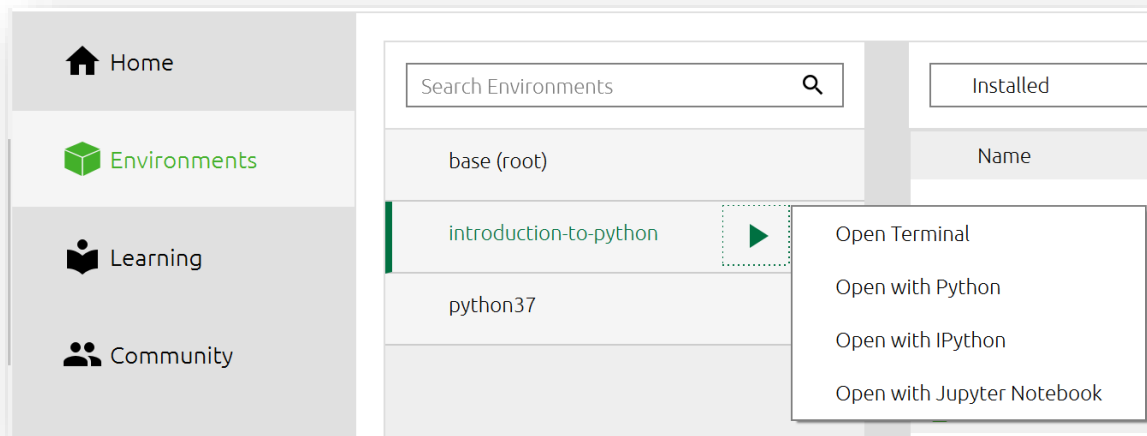 Home
Environments
Learning
Community
Search Environments
base (root)
introduction-to-python
python37
Installed
Name
Open Terminal
Open with Python
Open with IPython
Open with Jupyter Notebook